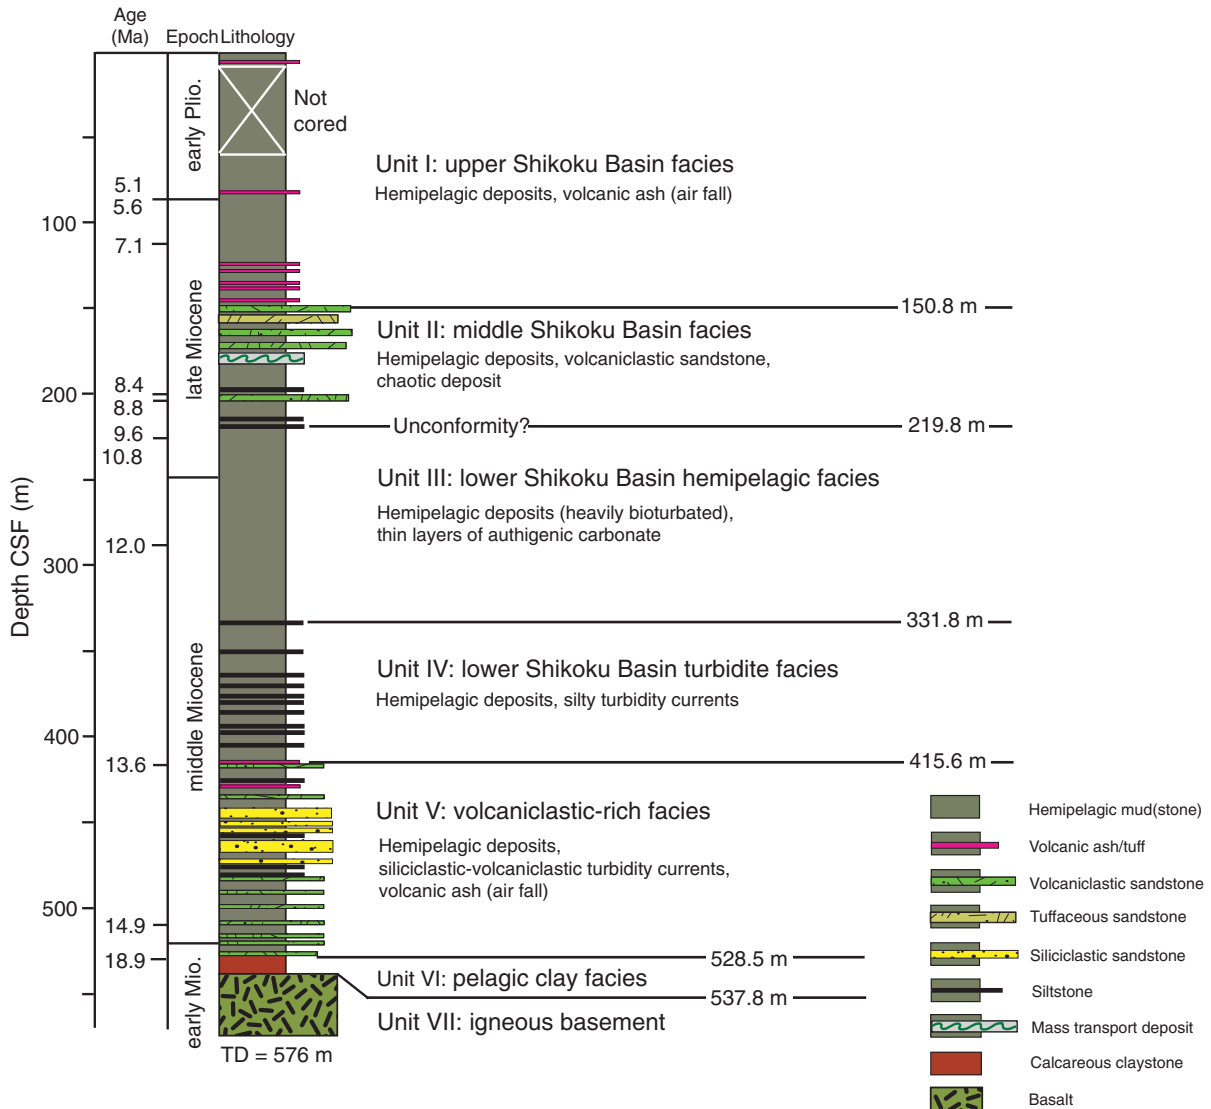 Age
(Ma)
Epoch
Lithology
early Plio.
Not
cored
Unit I: upper Shikoku Basin facies
Hemipelagic deposits, volcanic ash (air fall)
5.1
5.6
100
7.1
late Miocene
150.8 m
Unit II: middle Shikoku Basin facies
Hemipelagic deposits, volcaniclastic sandstone,
chaotic deposit
8.4
200
8.8
9.6
10.8
Unconformity?
219.8 m
Unit III: lower Shikoku Basin hemipelagic facies
Hemipelagic deposits (heavily bioturbated),
thin layers of authigenic carbonate
Depth CSF (m)
12.0
300
331.8 m
middle Miocene
Unit IV: lower Shikoku Basin turbidite facies
Hemipelagic deposits, silty turbidity currents
400
13.6
415.6 m
Unit V: volcaniclastic-rich facies
Hemipelagic deposits,
siliciclastic-volcaniclastic turbidity currents,
volcanic ash (air fall)
500
14.9
18.9
early Mio.
528.5 m
Unit VI: pelagic clay facies
537.8 m
Unit VII: igneous basement
TD = 576 m
Hemipelagic mud(stone)
Volcanic ash/tuff
Volcaniclastic sandstone
Tuffaceous sandstone
Siliciclastic sandstone
Siltstone
Mass transport deposit
Calcareous claystone
Basalt